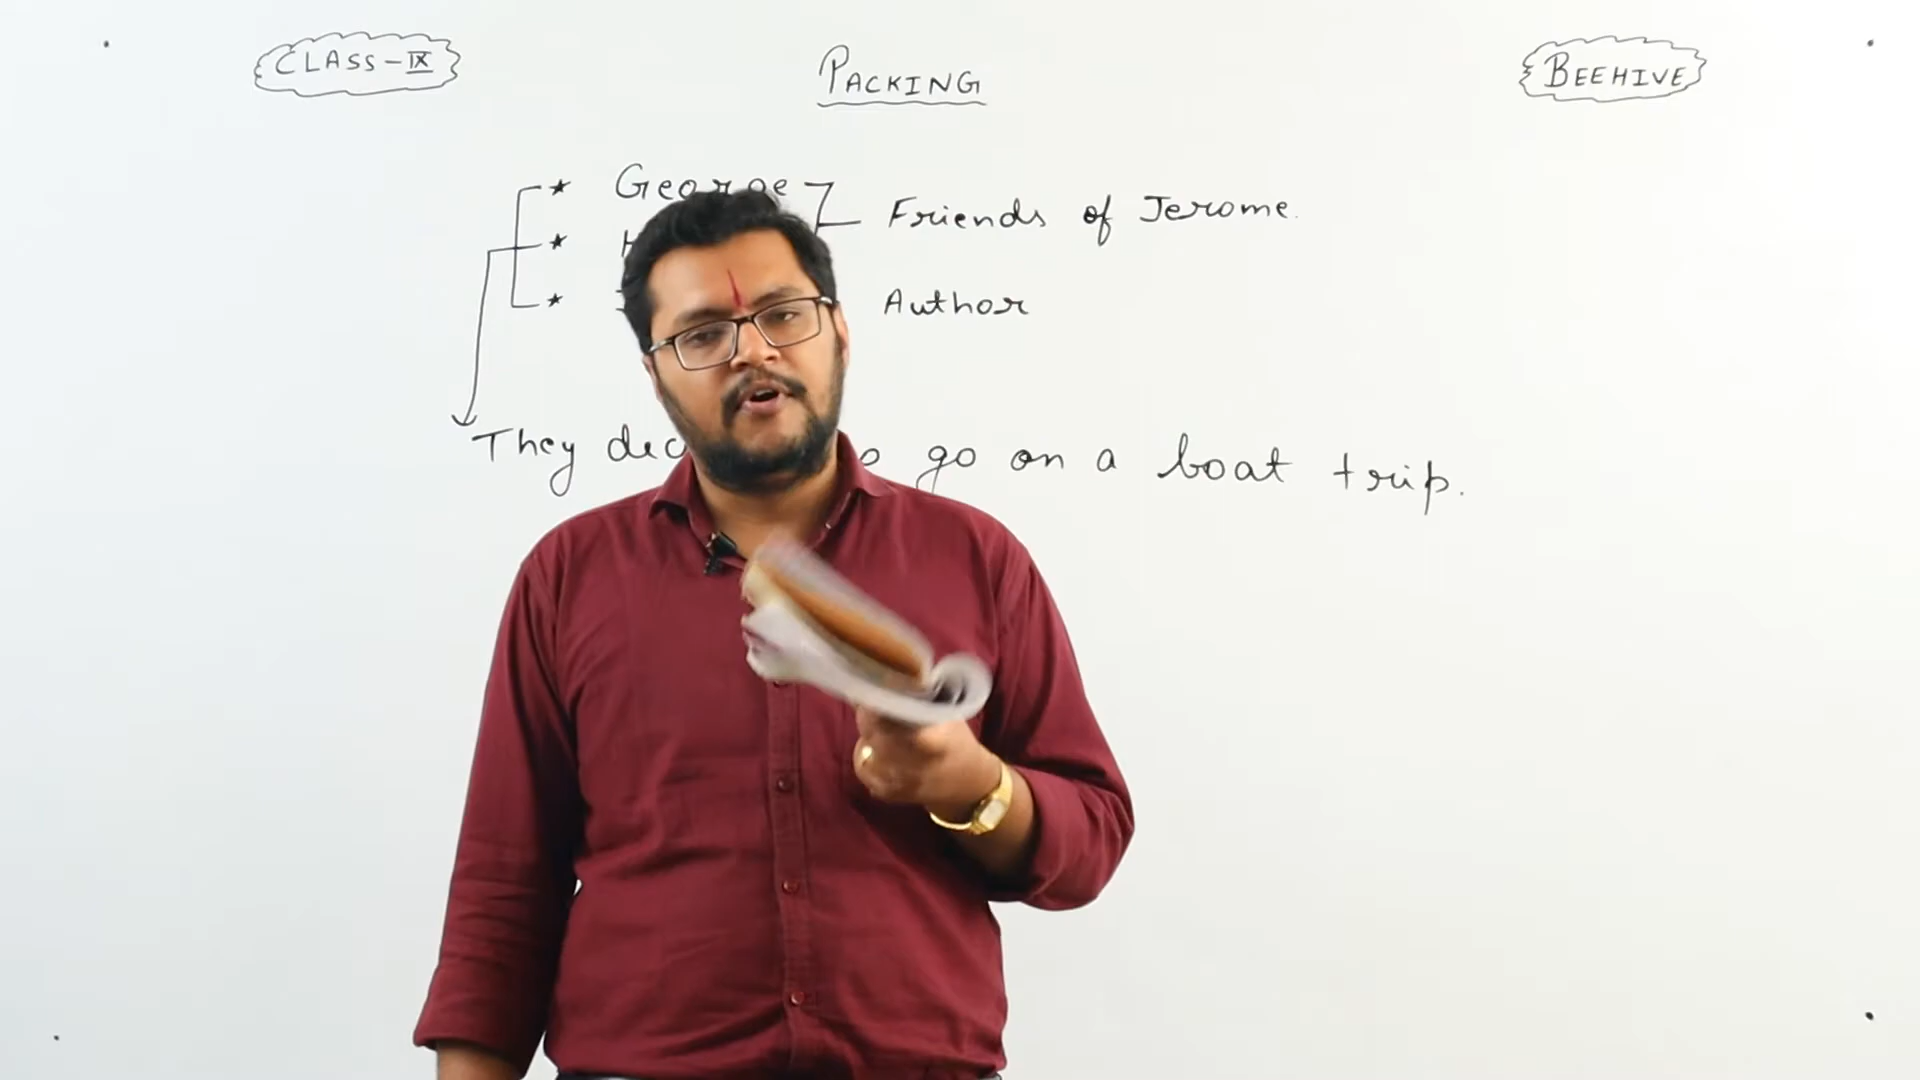 CLASS-IX
PACKING
BEEHIVE
★ George
Friends of Jerome.
★
★
Author
They go on a boat trip.